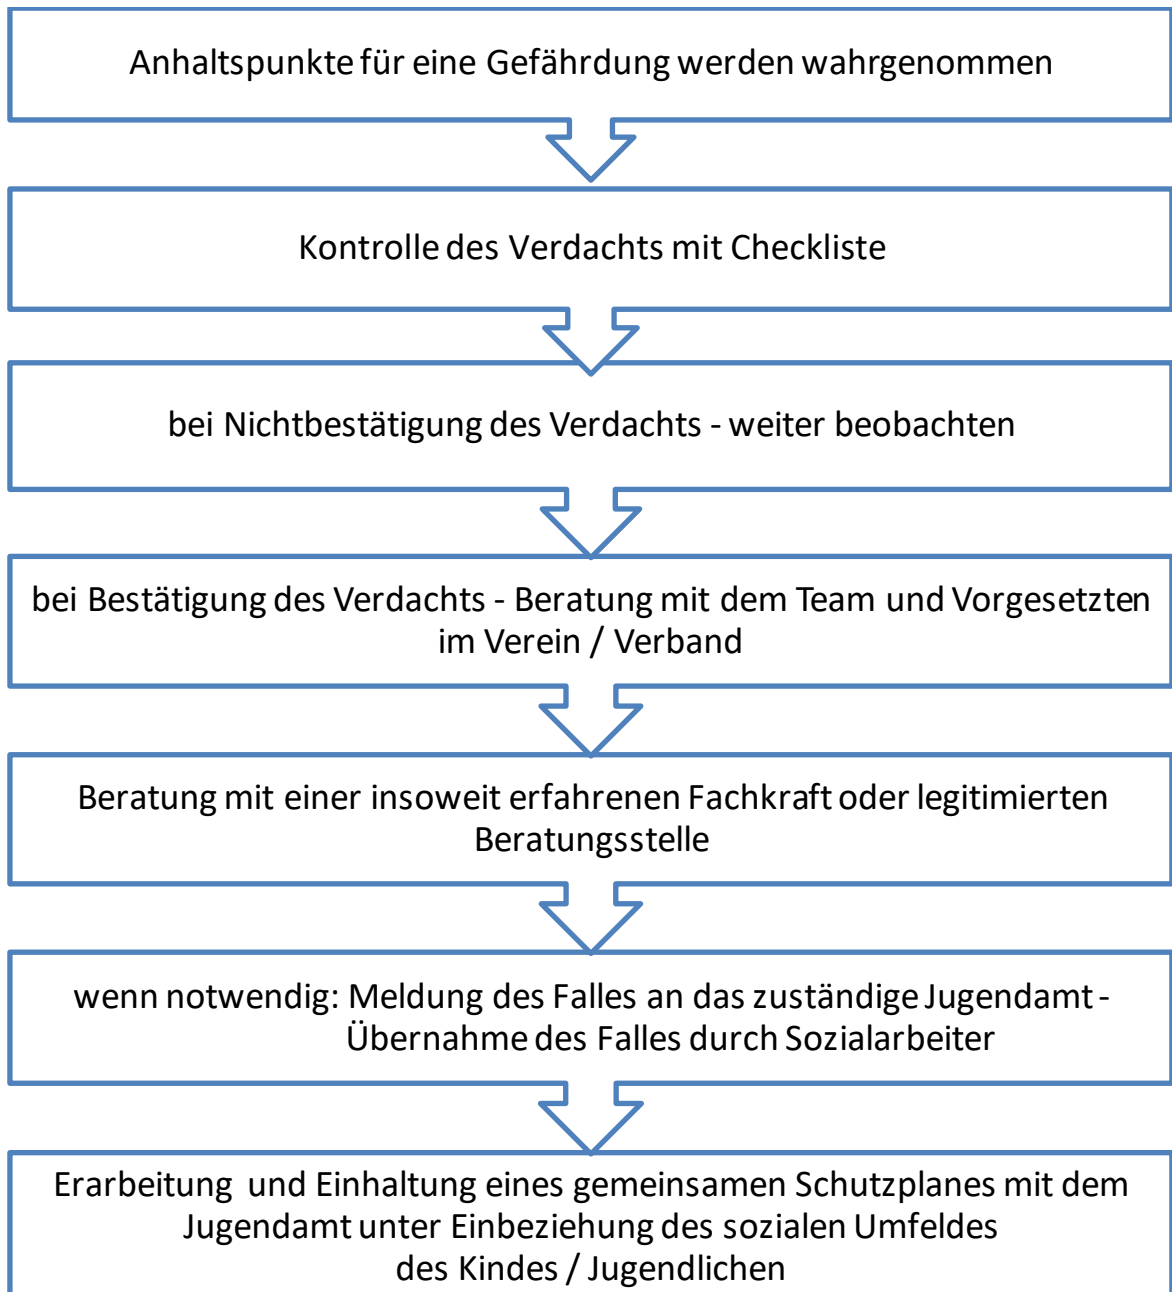 Anhaltspunkte für eine Gefährdung werden wahrgenommen
Kontrolle des Verdachts mit Checkliste
bei Nichtbestätigung des Verdachts - weiter beobachten
bei Bestätigung des Verdachts - Beratung mit dem Team und Vorgesetzten
im Verein / Verband
Beratung mit einer insoweit erfahrenen Fachkraft oder legitimierten
Beratungsstelle
wenn notwendig: Meldung des Falles an das zuständige Jugendamt -
Übernahme des Falles durch Sozialarbeiter
Erarbeitung und Einhaltung eines gemeinsamen Schutzplanes mit dem
Jugendamt unter Einbeziehung des sozialen Umfeldes
des Kindes / Jugendlichen